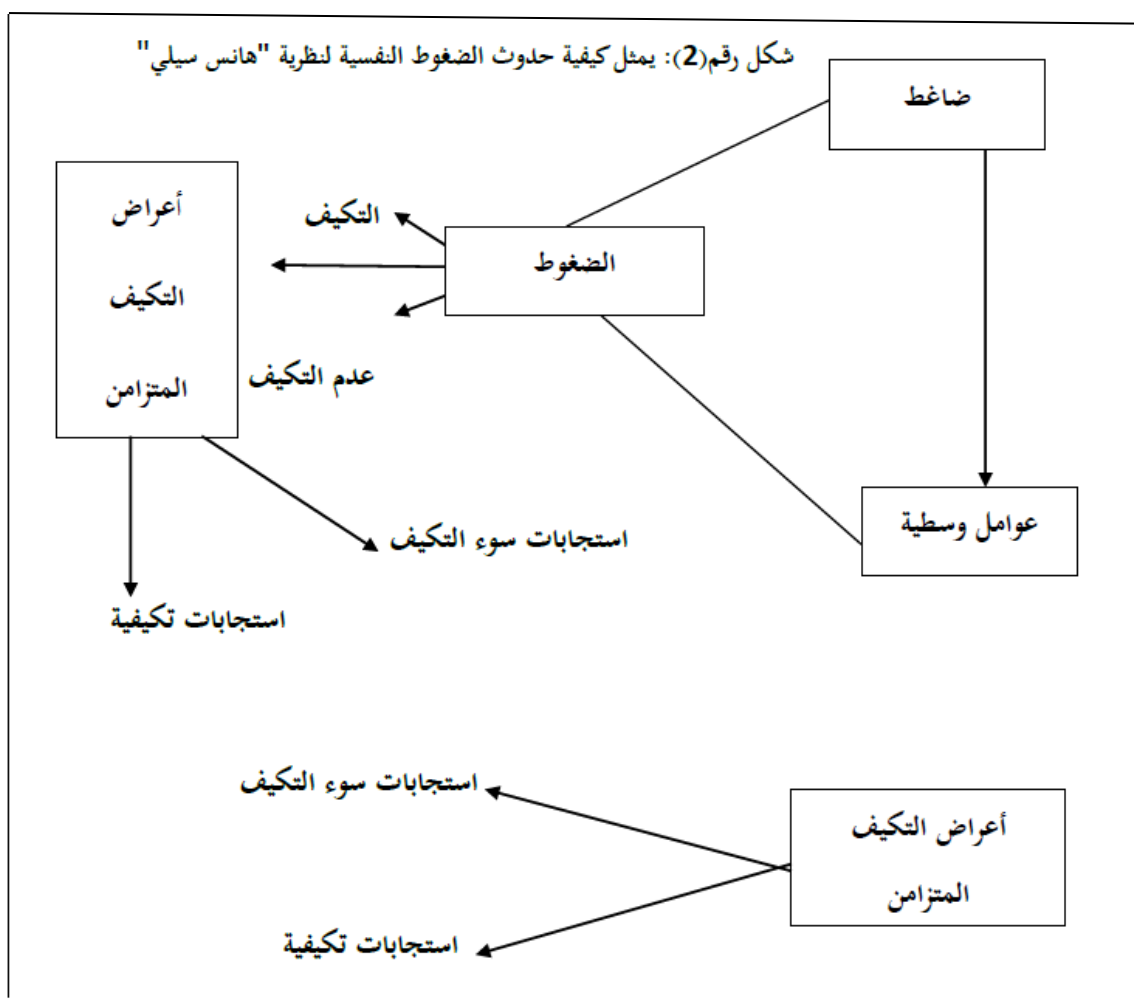 شكل رقم(2): يمثل كيفية حدوث الضغوط النفسية لنظرية "هانس سيلي"
ضاغط
التكيف
الضغوط
أعراض
التكيف
المتزامن
عدم التكيف
عوامل وسطية
استجابات سوء التكيف
استجابات تكيفية
استجابات سوء التكيف
أعراض التكيف
المتزامن
استجابات تكيفية